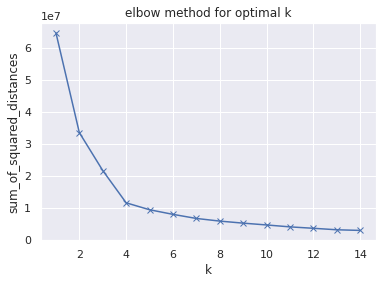 elbow method for optimal k
1e7
6
5
4
3
2
1
0
sum_of_squared_distances
2 4 6 8 10 12 14
k